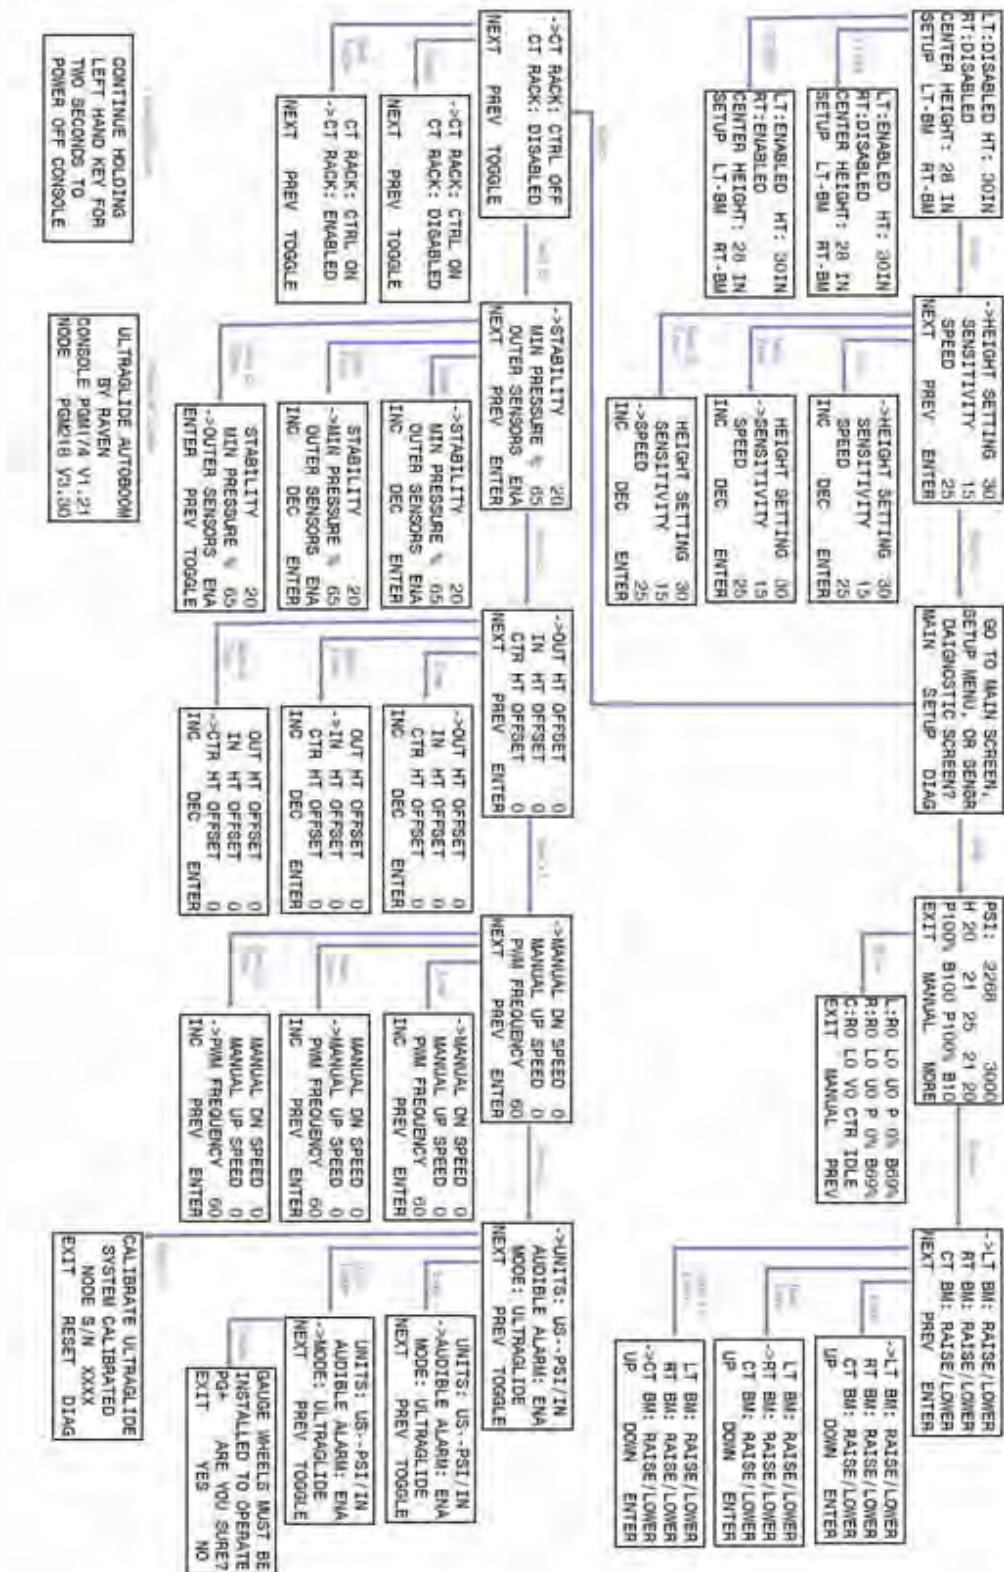 LT:DISABLED HT: 30IN
RT:DISABLED
CENTER HEIGHT: 28 IN
SETUP LT-BM RT-BM
LT:ENABLED HT: 30IN
RT:DISABLED
CENTER HEIGHT: 28 IN
SETUP LT-BM RT-BM
LT:ENABLED HT: 30IN
RT:ENABLED
CENTER HEIGHT: 28 IN
SETUP LT-BM RT-BM
->HEIGHT SETTING 30
SENSITIVITY 15
SPEED 25
NEXT PREV ENTER
->HEIGHT SETTING 30
SENSITIVITY 15
SPEED 25
INC DEC ENTER
HEIGHT SETTING 30
->SENSITIVITY 15
SPEED 25
INC DEC ENTER
HEIGHT SETTING 30
SENSITIVITY 15
->SPEED 25
INC DEC ENTER
GO TO MAIN SCREEN,
SETUP MENU, OR SENSR
DAIGNOSTIC SCREEN?
MAIN SETUP DIAG
PSI: 2268 3000
H 20 21 25 21 20
P100% B100 P100% B10
EXIT MANUAL MORE
L:RO LO UO P 0% B69%
R:RO LO UO P 0% B69%
C:RO LO VO CTR IDLE
EXIT MANUAL PREV
->LT BM: RAISE/LOWER
RT BM: RAISE/LOWER
CT BM: RAISE/LOWER
NEXT PREV ENTER
->LT BM: RAISE/LOWER
RT BM: RAISE/LOWER
CT BM: RAISE/LOWER
UP DOWN ENTER
LT BM: RAISE/LOWER
->RT BM: RAISE/LOWER
CT BM: RAISE/LOWER
UP DOWN ENTER
LT BM: RAISE/LOWER
RT BM: RAISE/LOWER
->CT BM: RAISE/LOWER
UP DOWN ENTER
->CT RACK: CTRL OFF
CT RACK: DISABLED
NEXT PREV TOGGLE
->CT RACK: CTRL ON
CT RACK: DISABLED
NEXT PREV TOGGLE
CT RACK: CTRL ON
->CT RACK: ENABLED
NEXT PREV TOGGLE
->STABILITY 20
MIN PRESSURE % 65
OUTER SENSORS ENA
NEXT PREV ENTER
->STABILITY 20
MIN PRESSURE % 65
OUTER SENSORS ENA
INC DEC ENTER
STABILITY 20
->MIN PRESSURE % 65
OUTER SENSORS ENA
INC DEC ENTER
STABILITY 20
MIN PRESSURE % 65
->OUTER SENSORS ENA
ENTER PREV TOGGLE
->OUT HT OFFSET 0
IN HT OFFSET 0
CTR HT OFFSET 0
NEXT PREV ENTER
->OUT HT OFFSET 0
IN HT OFFSET 0
CTR HT OFFSET 0
INC DEC ENTER
OUT HT OFFSET 0
->IN HT OFFSET 0
CTR HT OFFSET 0
INC DEC ENTER
OUT HT OFFSET 0
IN HT OFFSET 0
->CTR HT OFFSET 0
INC DEC ENTER
->MANUAL DN SPEED 0
MANUAL UP SPEED 0
PWM FREQUENCY 60
NEXT PREV ENTER
->MANUAL DN SPEED 0
MANUAL UP SPEED 0
PWM FREQUENCY 60
INC PREV ENTER
MANUAL DN SPEED 0
->MANUAL UP SPEED 0
PWM FREQUENCY 60
INC PREV ENTER
MANUAL DN SPEED 0
MANUAL UP SPEED 0
->PWM FREQUENCY 60
INC PREV ENTER
->UNITS: US--PSI/IN
AUDIBLE ALARM: ENA
MODE: ULTRAGLIDE
NEXT PREV TOGGLE
UNITS: US--PSI/IN
->AUDIBLE ALARM: ENA
MODE: ULTRAGLIDE
NEXT PREV TOGGLE
UNITS: US--PSI/IN
AUDIBLE ALARM: ENA
->MODE: ULTRAGLIDE
NEXT PREV TOGGLE
GAUGE WHEELS MUST BE
INSTALLED TO OPERATE
PG+ ARE YOU SURE?
EXIT YES NO
CONTINUE HOLDING
LEFT HAND KEY FOR
TWO SECONDS TO
POWER OFF CONSOLE
ULTRAGLIDE AUTOBOOM
BY RAVEN
CONSOLE PGM174 V1.21
NODE PGM218 V3.30
CALIBRATE ULTRAGLIDE
SYSTEM CALIBRATED
NODE S/N XXXX
EXIT RESET DIAG